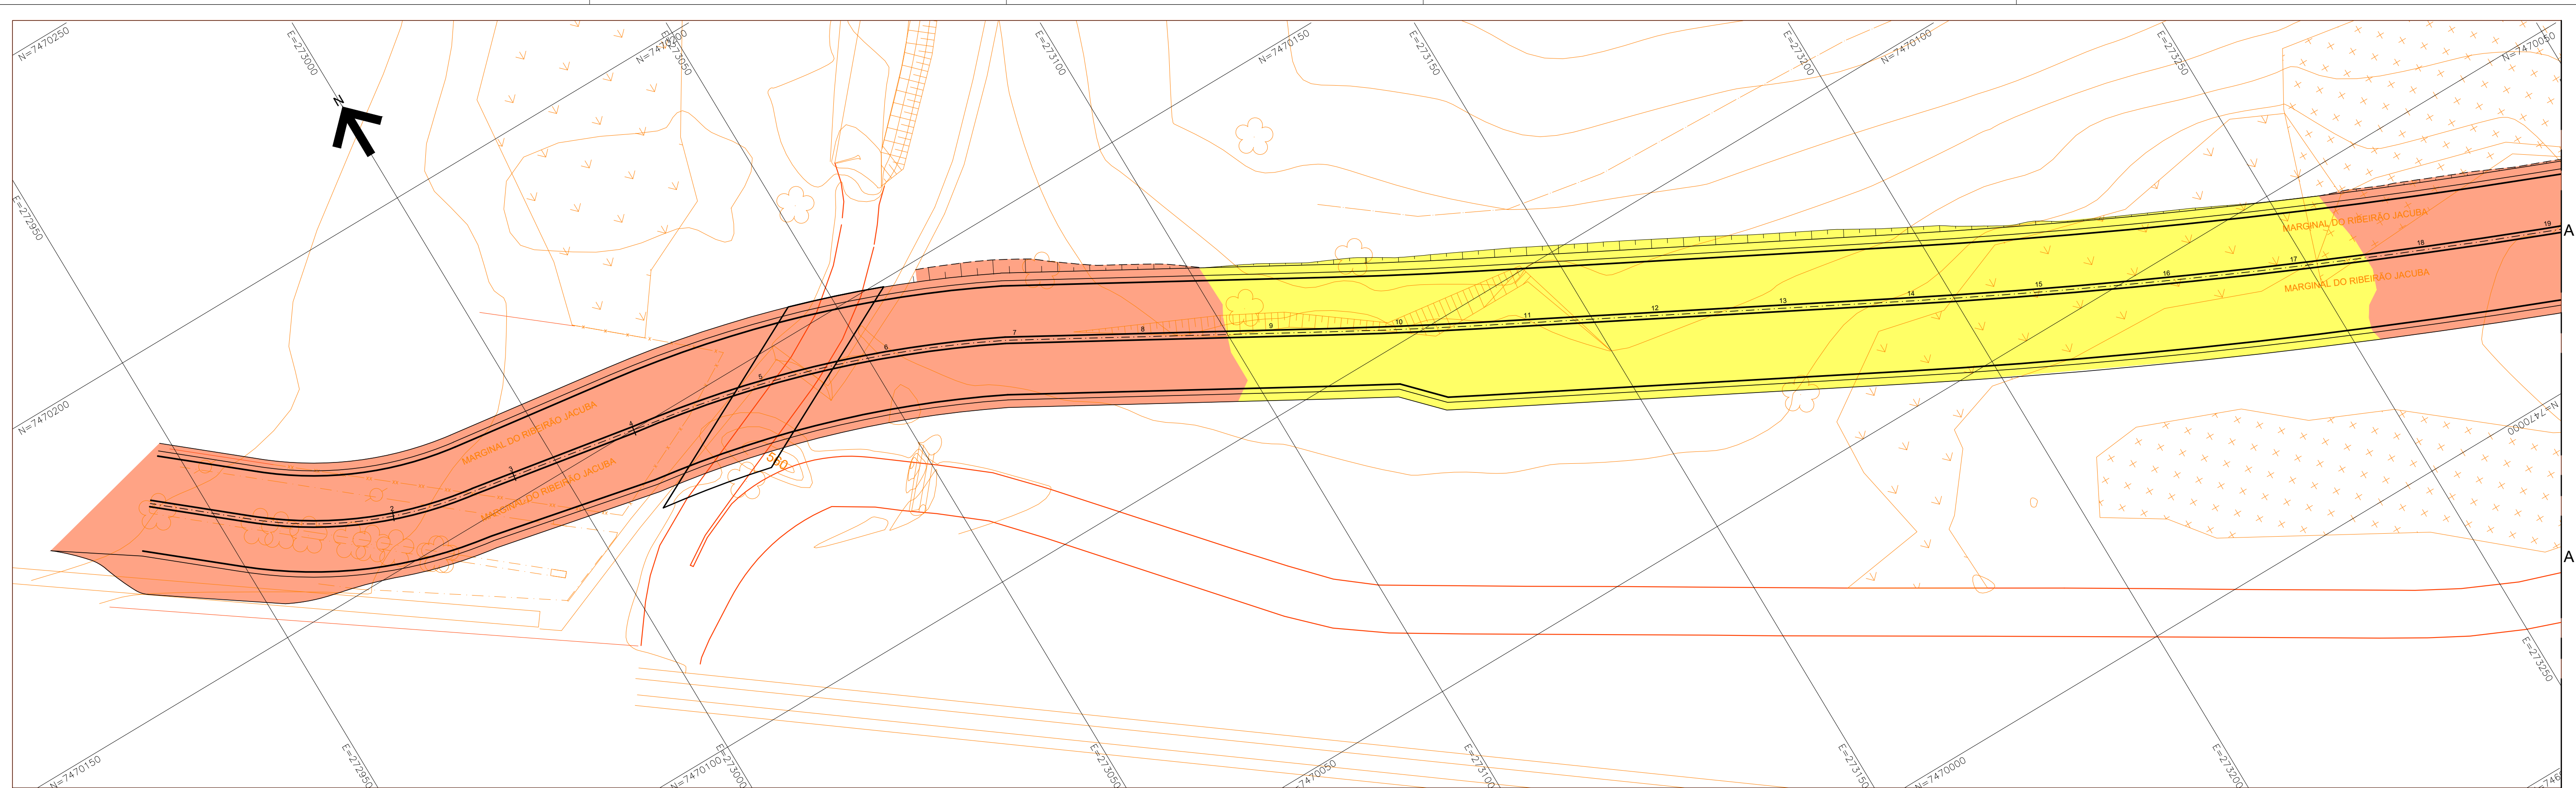 N=7470250
E=273000
N=7470200
E=273050
E=273100
N=7470150
E=273150
E=273200
N=7470100
E=273250
N=7470050
N
E=272950
MARGINAL DO RIBEIRÃO JACUBA
MARGINAL DO RIBEIRÃO JACUBA
19
18
17
16
15
14
13
12
11
10
9
8
7
6
5
4
3
2
A
N=7470200
MARGINAL DO RIBEIRÃO JACUBA
MARGINAL DO RIBEIRÃO JACUBA
560
N=7470000
A
E=273250
N=7470150
E=272950
N=7470100
E=273000
E=273050
N=7470050
E=273100
E=273150
N=7470000
E=273200